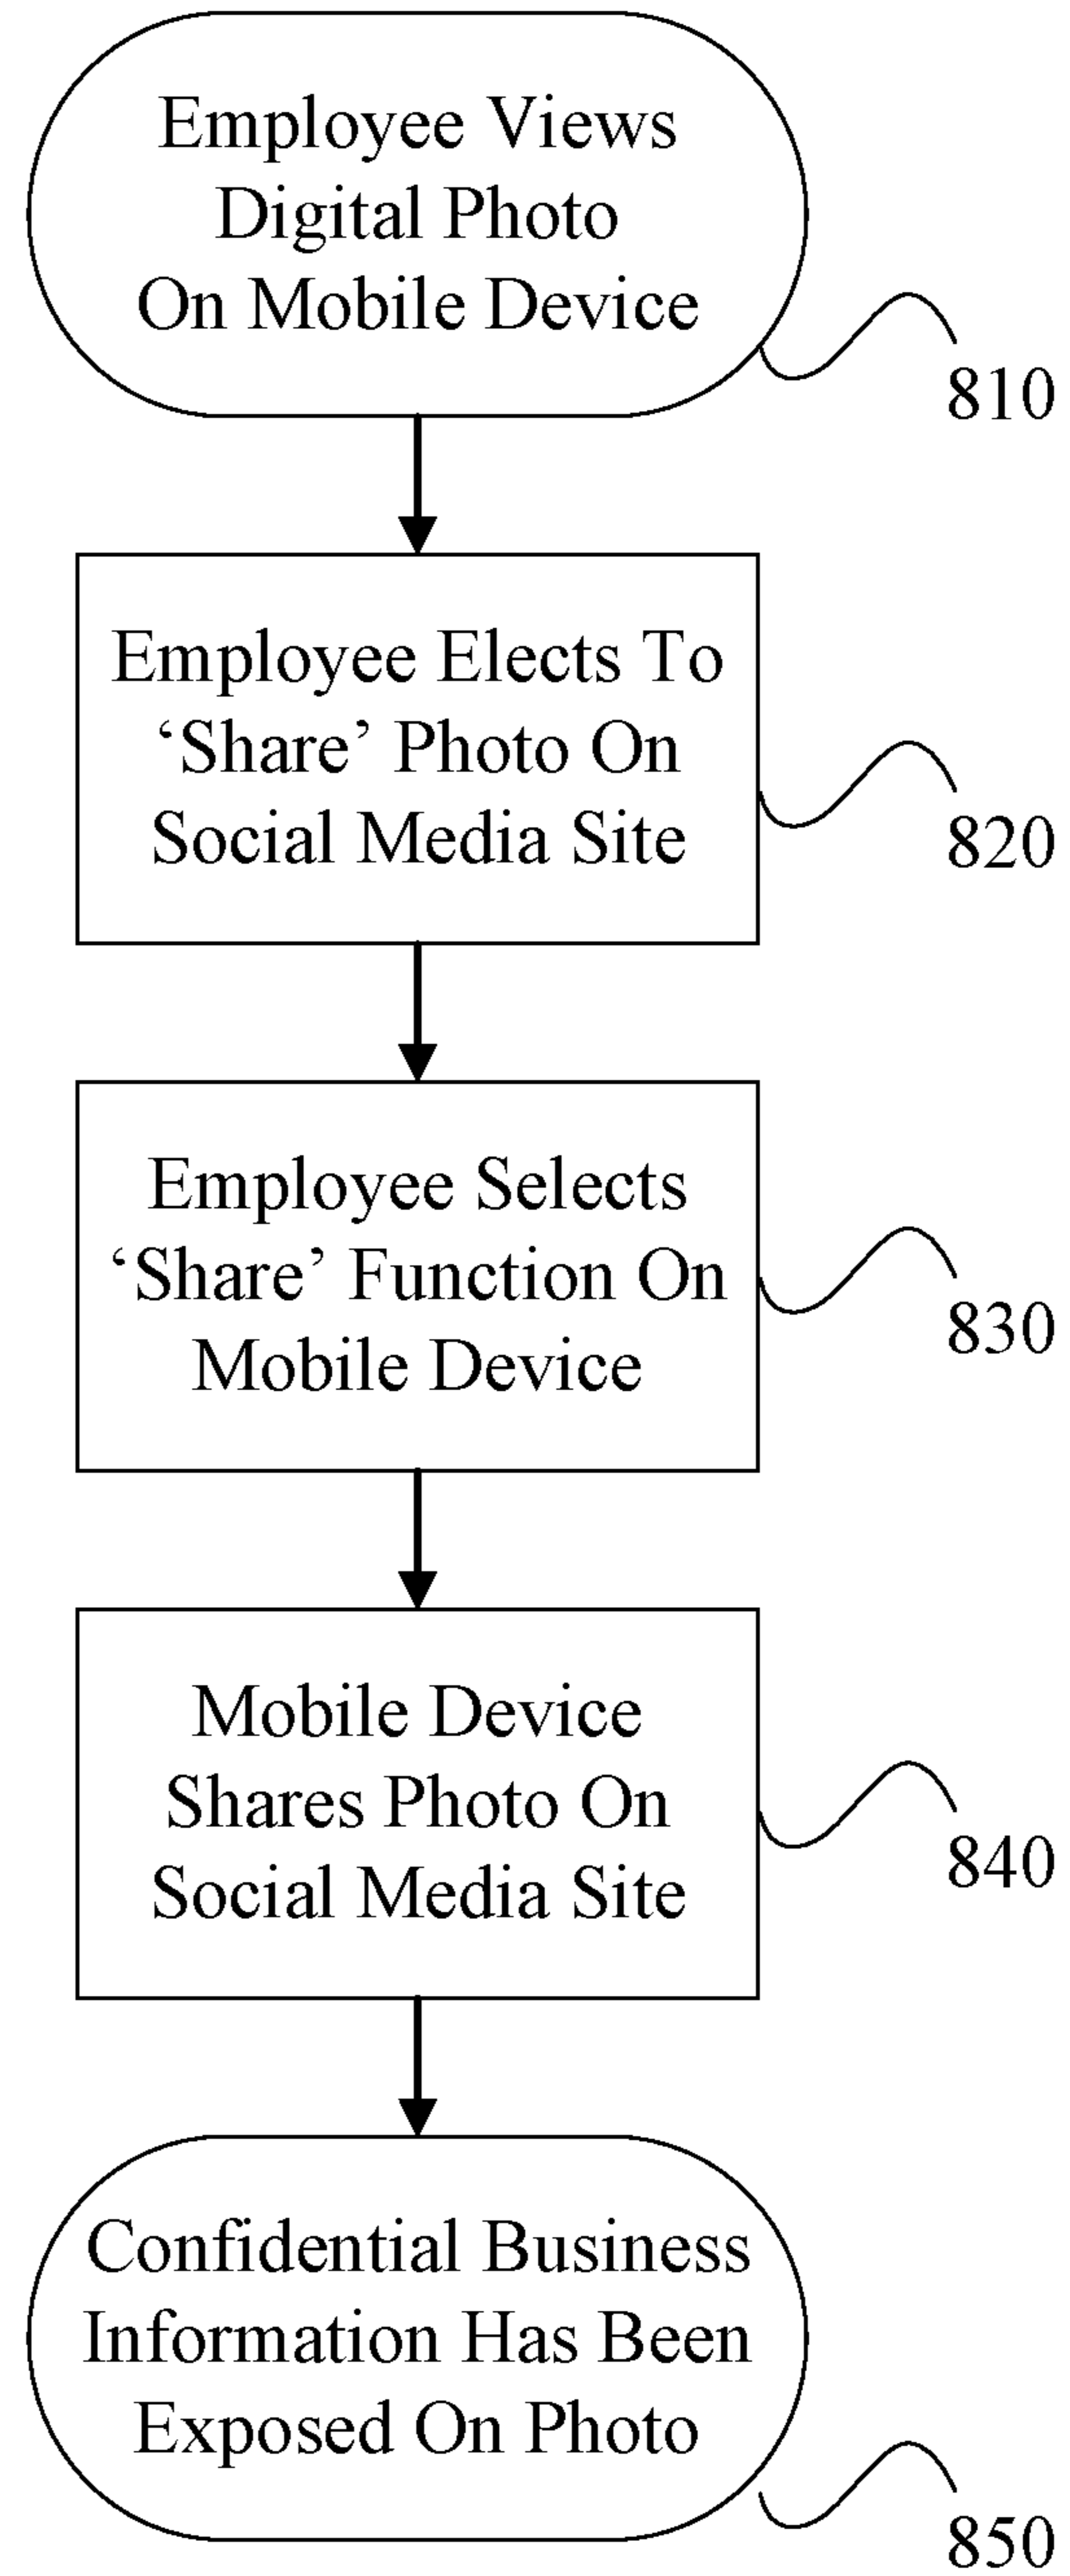 Employee Views
Digital Photo
On Mobile Device
810
Employee Elects To
‘Share’ Photo On
Social Media Site
820
Employee Selects
‘Share’ Function On
Mobile Device
830
Mobile Device
Shares Photo On
Social Media Site
840
Confidential Business
Information Has Been
Exposed On Photo
850